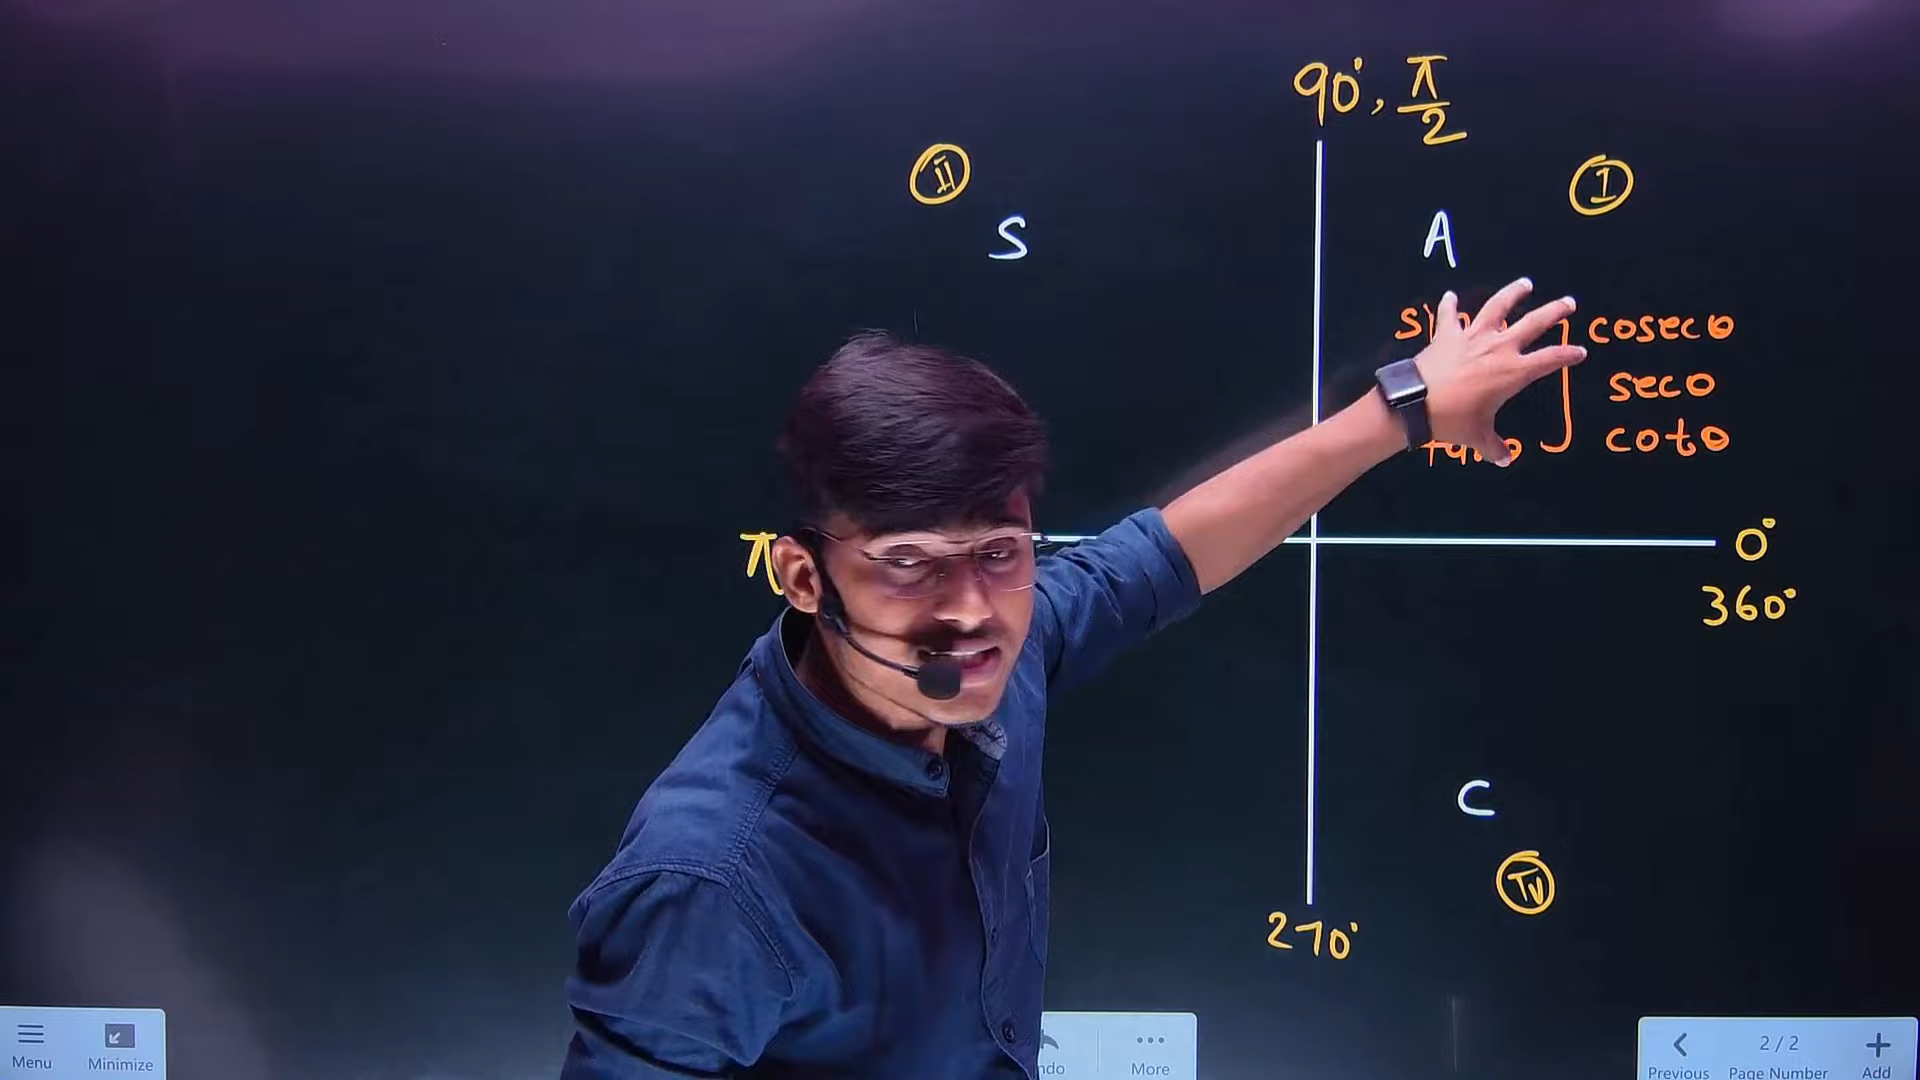 90°, π/2
II
I
S
A
cosecθ
secθ
cotθ
π
0°
360°
C
IV
270°
Menu
Minimize
More
2 / 2
Previous
Page Number
Add